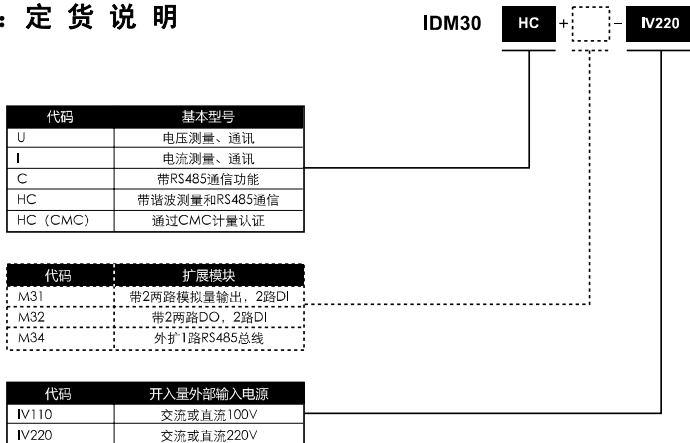 ：定货说明
IDM30 HC + - IV220
代码 基本型号
U 电压测量、通讯
I 电流测量、通讯
C 带RS485通信功能
HC 带谐波测量和RS485通信
HC（CMC） 通过CMC计量认证
代码 扩展模块
M31 带2两路模拟量输出，2路DI
M32 带2两路DO，2路DI
M34 外扩1路RS485总线
代码 开入量外部输入电源
IV110 交流或直流100V
IV220 交流或直流220V